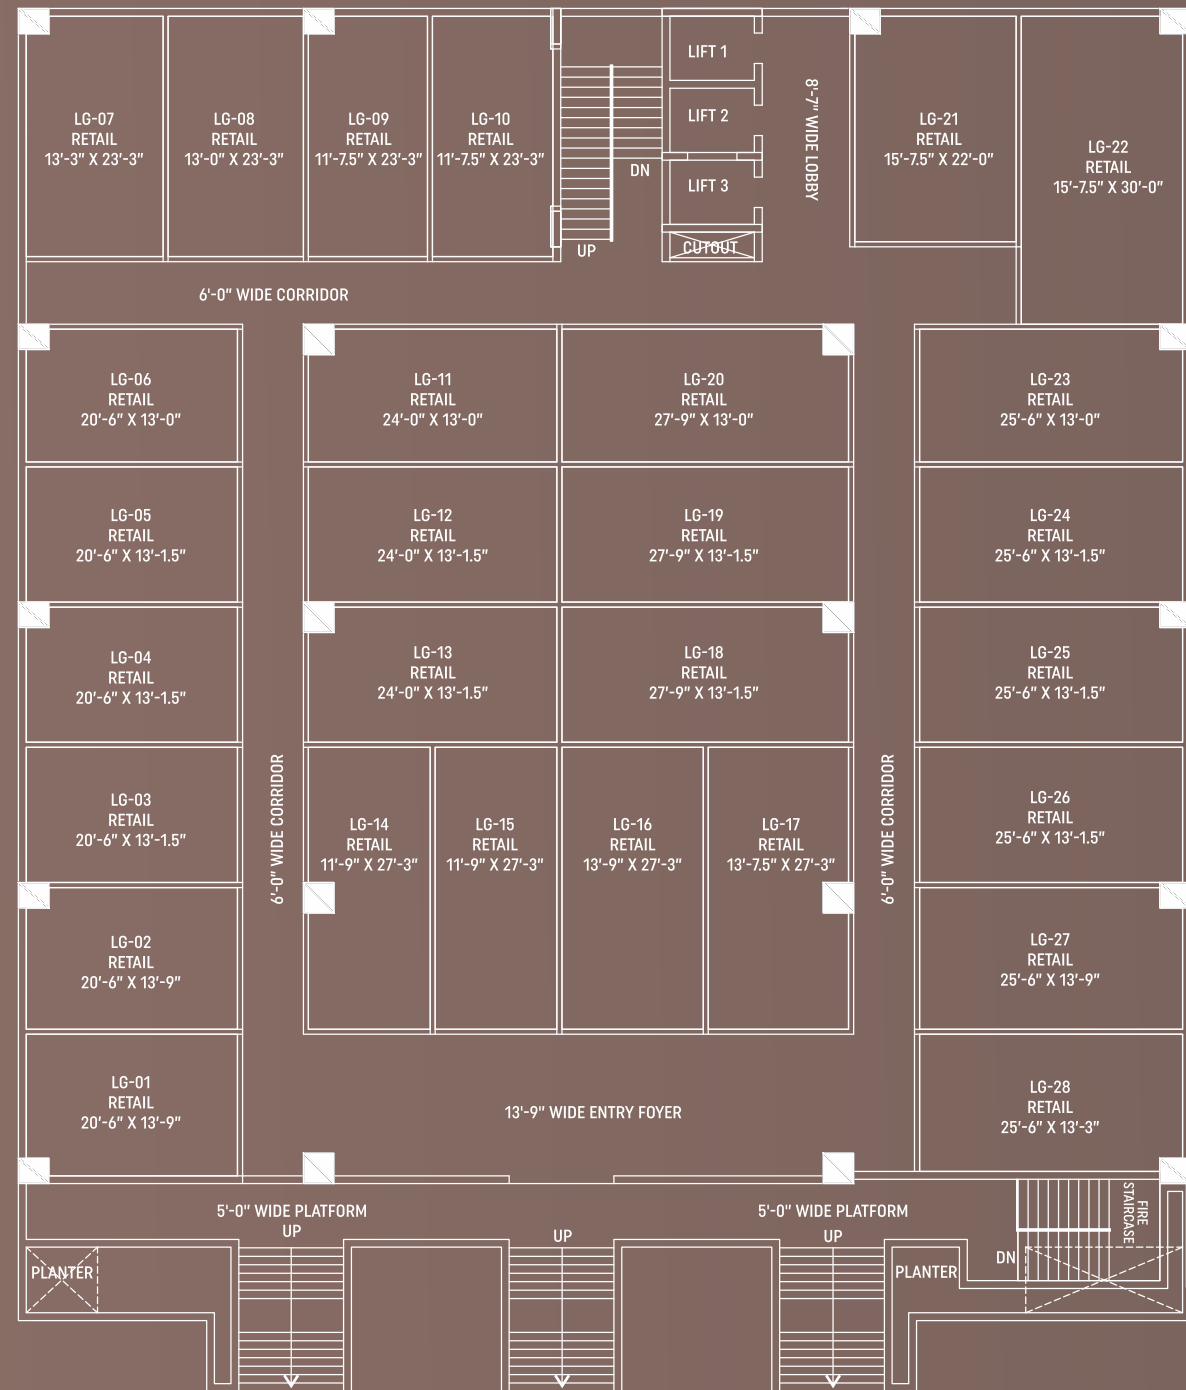 LIFT 1
LIFT 2
LIFT 3
CUTOUT
DN
UP
8'-7" WIDE LOBBY
LG-07
RETAIL
13'-3" X 23'-3"
LG-08
RETAIL
13'-0" X 23'-3"
LG-09
RETAIL
11'-7.5" X 23'-3"
LG-10
RETAIL
11'-7.5" X 23'-3"
LG-21
RETAIL
15'-7.5" X 22'-0"
LG-22
RETAIL
15'-7.5" X 30'-0"
6'-0" WIDE CORRIDOR
LG-06
RETAIL
20'-6" X 13'-0"
LG-11
RETAIL
24'-0" X 13'-0"
LG-20
RETAIL
27'-9" X 13'-0"
LG-23
RETAIL
25'-6" X 13'-0"
LG-05
RETAIL
20'-6" X 13'-1.5"
LG-12
RETAIL
24'-0" X 13'-1.5"
LG-19
RETAIL
27'-9" X 13'-1.5"
LG-24
RETAIL
25'-6" X 13'-1.5"
LG-04
RETAIL
20'-6" X 13'-1.5"
LG-13
RETAIL
24'-0" X 13'-1.5"
LG-18
RETAIL
27'-9" X 13'-1.5"
LG-25
RETAIL
25'-6" X 13'-1.5"
LG-03
RETAIL
20'-6" X 13'-1.5"
6'-0" WIDE CORRIDOR
LG-14
RETAIL
11'-9" X 27'-3"
LG-15
RETAIL
11'-9" X 27'-3"
LG-16
RETAIL
13'-9" X 27'-3"
LG-17
RETAIL
13'-7.5" X 27'-3"
6'-0" WIDE CORRIDOR
LG-26
RETAIL
25'-6" X 13'-1.5"
LG-02
RETAIL
20'-6" X 13'-9"
LG-27
RETAIL
25'-6" X 13'-9"
LG-01
RETAIL
20'-6" X 13'-9"
13'-9" WIDE ENTRY FOYER
LG-28
RETAIL
25'-6" X 13'-3"
5'-0" WIDE PLATFORM
UP
UP
5'-0" WIDE PLATFORM
UP
FIRE
STAIRCASE
DN
PLANTER
PLANTER